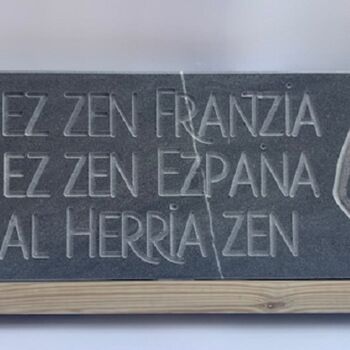 EZ ZEN FRANZIA
EZ ZEN EZPAÑA
AL HERRIA ZEN